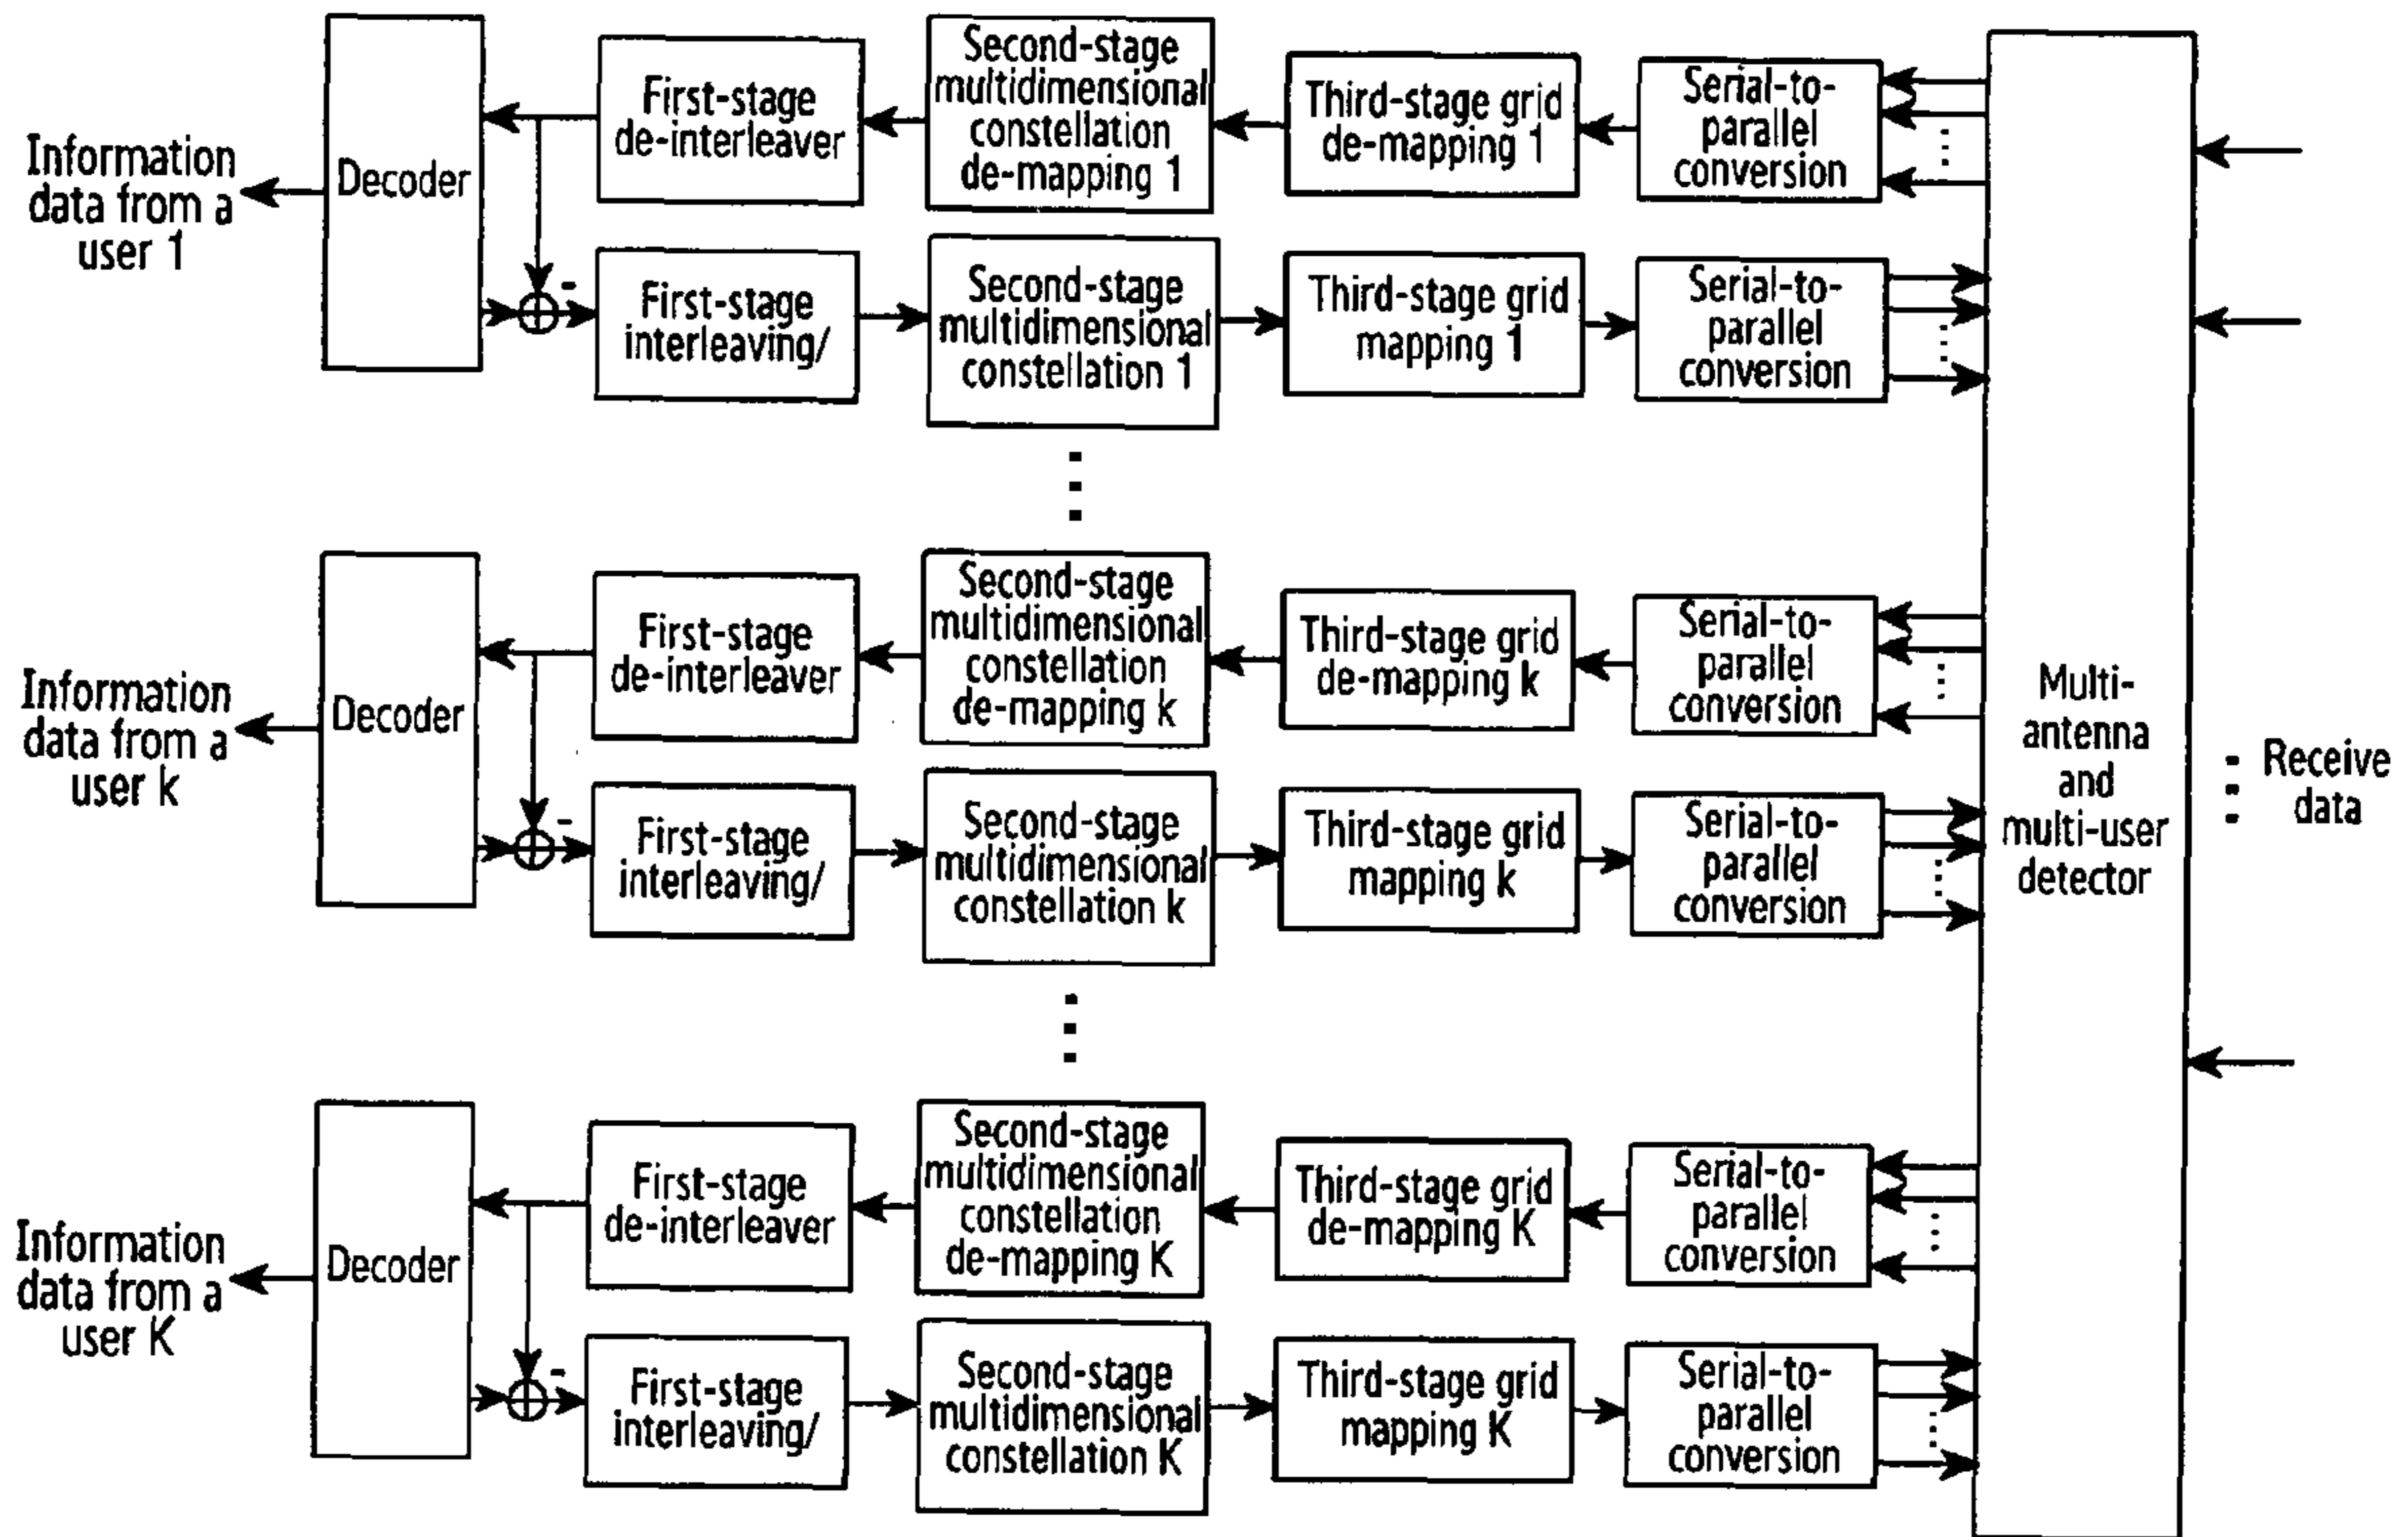 Information
data from a
user 1
Decoder
First-stage
de-interleaver
Second-stage
multidimensional
constellation
de-mapping 1
Third-stage grid
de-mapping 1
Serial-to-
parallel
conversion
-
First-stage
interleaving/
Second-stage
multidimensional
constellation 1
Third-stage grid
mapping 1
Serial-to-
parallel
conversion
Information
data from a
user k
Decoder
First-stage
de-interleaver
Second-stage
multidimensional
constellation
de-mapping k
Third-stage grid
de-mapping k
Serial-to-
parallel
conversion
-
First-stage
interleaving/
Second-stage
multidimensional
constellation k
Third-stage grid
mapping k
Serial-to-
parallel
conversion
Information
data from a
user K
Decoder
First-stage
de-interleaver
Second-stage
multidimensional
constellation
de-mapping K
Third-stage grid
de-mapping K
Serial-to-
parallel
conversion
-
First-stage
interleaving/
Second-stage
multidimensional
constellation K
Third-stage grid
mapping K
Serial-to-
parallel
conversion
Multi-
antenna
and
multi-user
detector
Receive
data